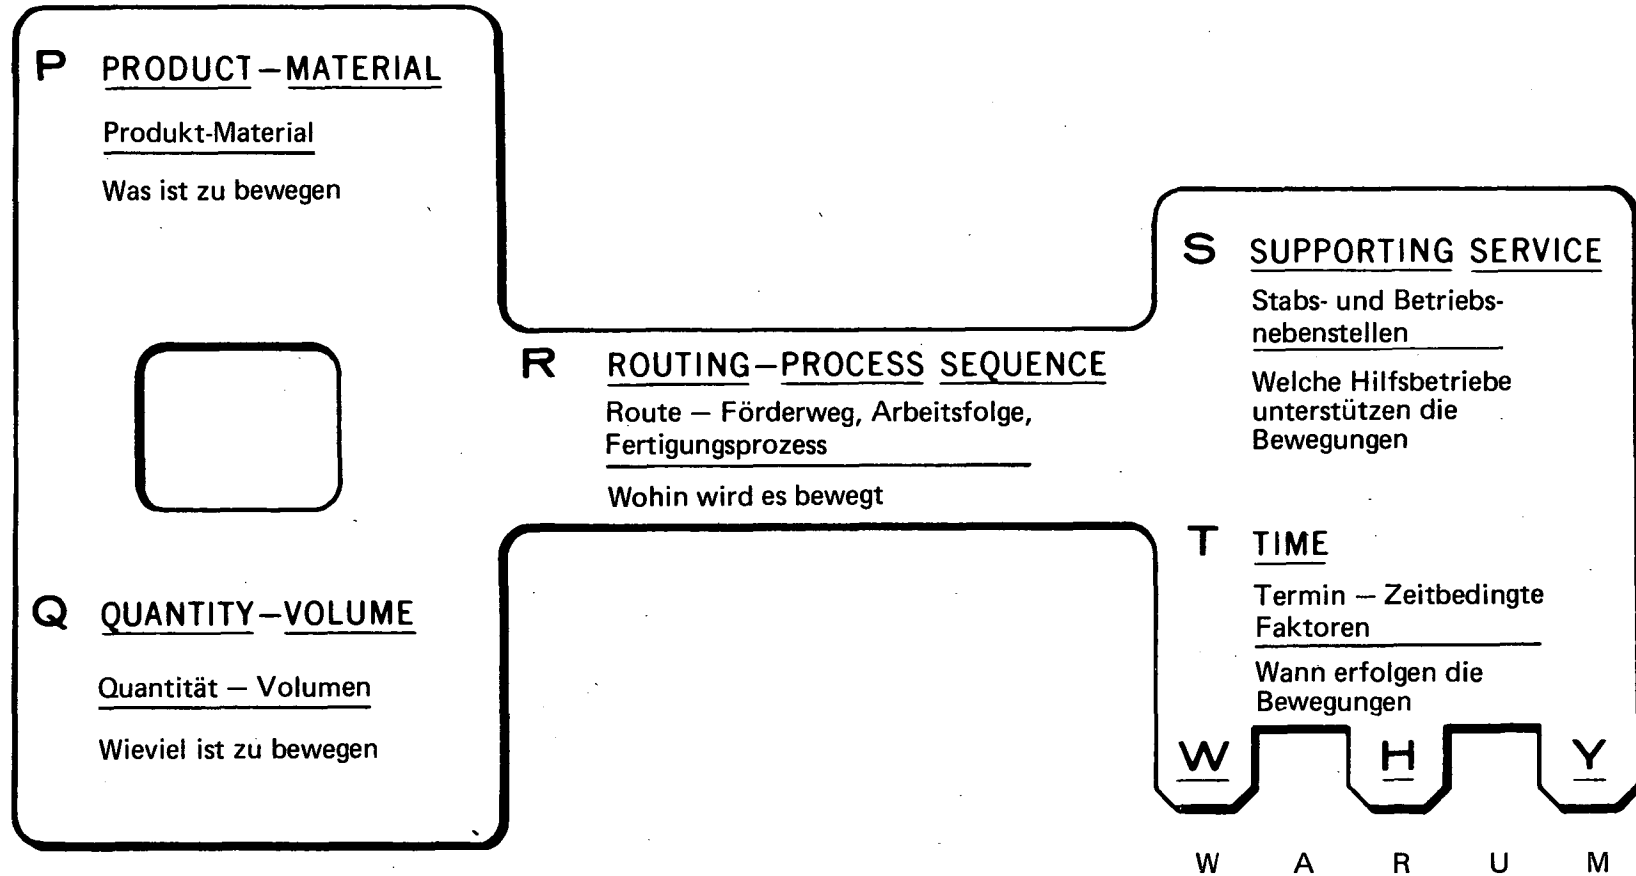 P PRODUCT–MATERIAL
Produkt-Material
Was ist zu bewegen
Q QUANTITY–VOLUME
Quantität – Volumen
Wieviel ist zu bewegen
R ROUTING–PROCESS SEQUENCE
Route – Förderweg, Arbeitsfolge,
Fertigungsprozess
Wohin wird es bewegt
S SUPPORTING SERVICE
Stabs- und Betriebs-
nebenstellen
Welche Hilfsbetriebe
unterstützen die
Bewegungen
T TIME
Termin – Zeitbedingte
Faktoren
Wann erfolgen die
Bewegungen
W H Y
W A R U M